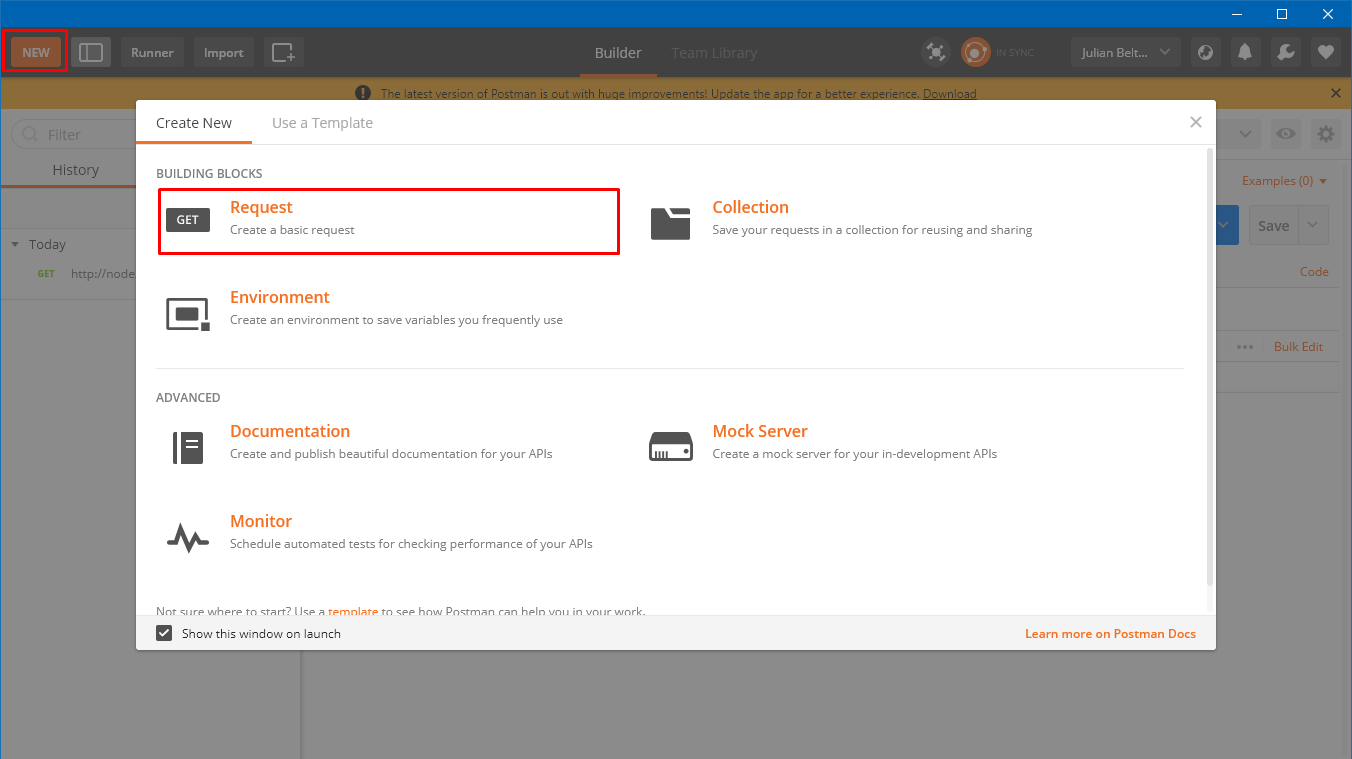 NEW
Runner
Import
Builder
Team Library
IN SYNC
Julian Belt...
The latest version of Postman is out with huge improvements! Update the app for a better experience. Download
Filter
History
Today
GET http://node
Create New
Use a Template
BUILDING BLOCKS
GET
Request
Create a basic request
Collection
Save your requests in a collection for reusing and sharing
Environment
Create an environment to save variables you frequently use
ADVANCED
Documentation
Create and publish beautiful documentation for your APIs
Mock Server
Create a mock server for your in-development APIs
Monitor
Schedule automated tests for checking performance of your APIs
Not sure where to start? Use a template to see how Postman can help you in your work.
Show this window on launch
Learn more on Postman Docs
Examples (0)
Save
Code
Bulk Edit